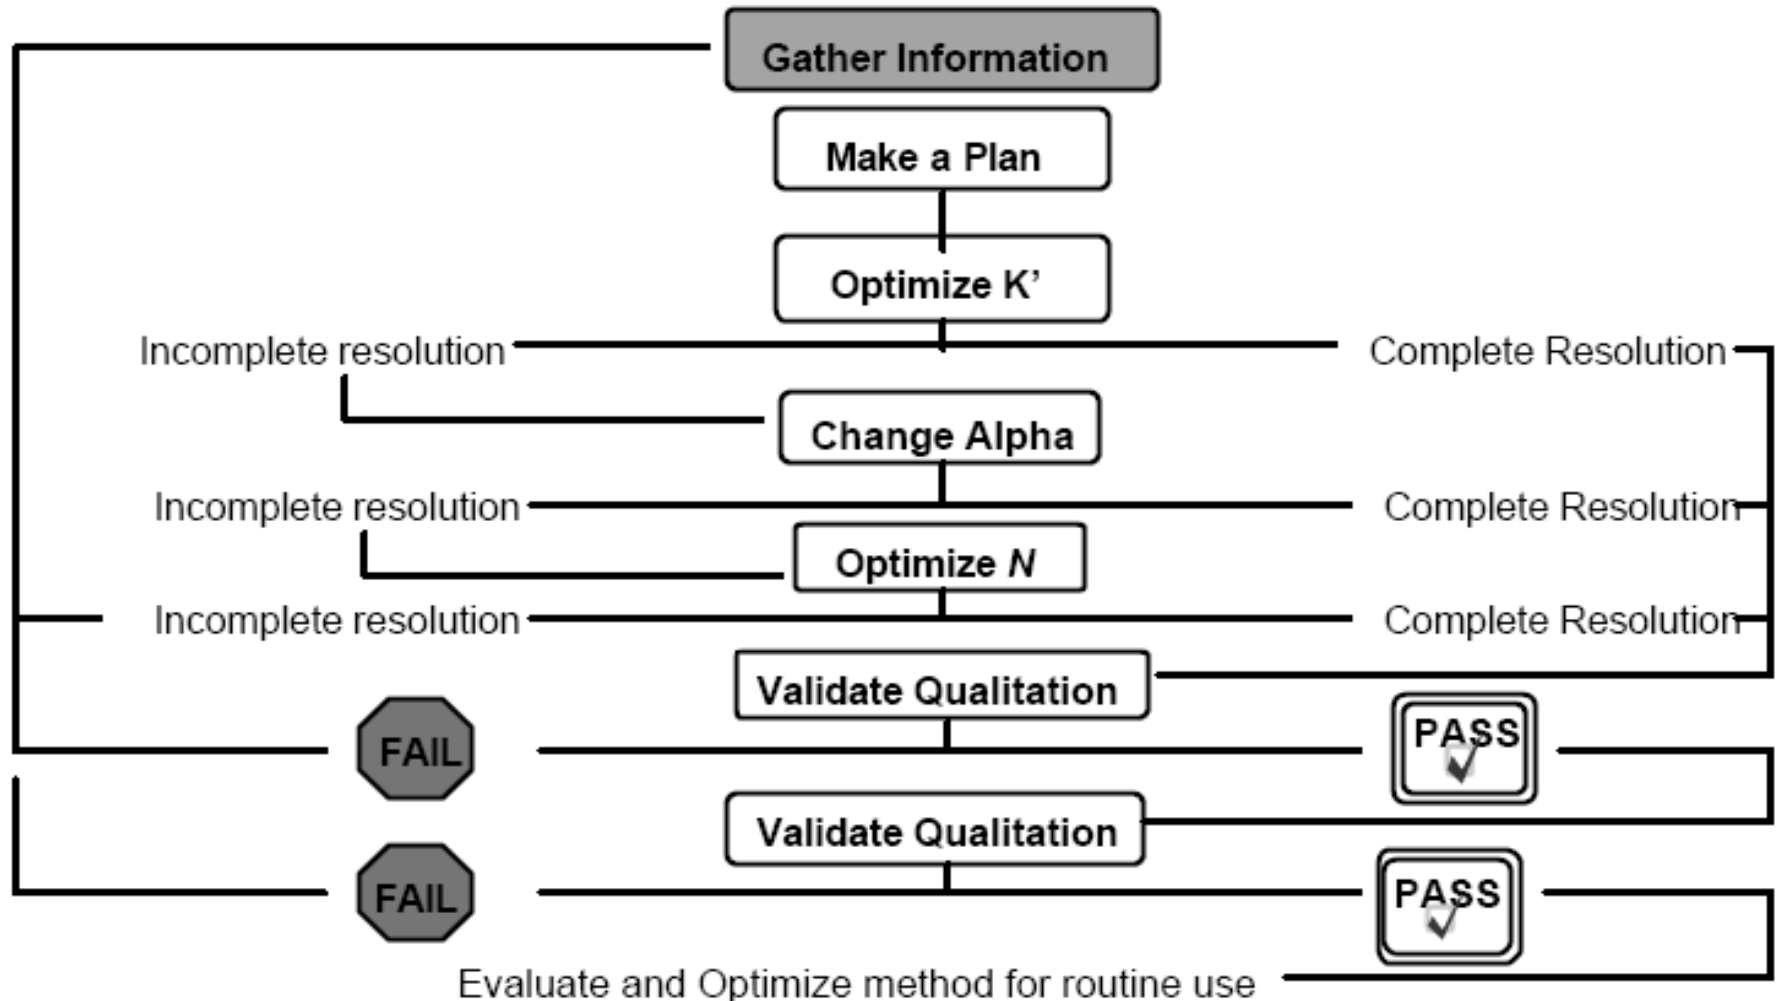 Gather Information
Make a Plan
Optimize K’
Incomplete resolution
Complete Resolution
Change Alpha
Incomplete resolution
Complete Resolution
Optimize N
Incomplete resolution
Complete Resolution
Validate Qualitation
FAIL
PASS
Validate Qualitation
FAIL
PASS
Evaluate and Optimize method for routine use